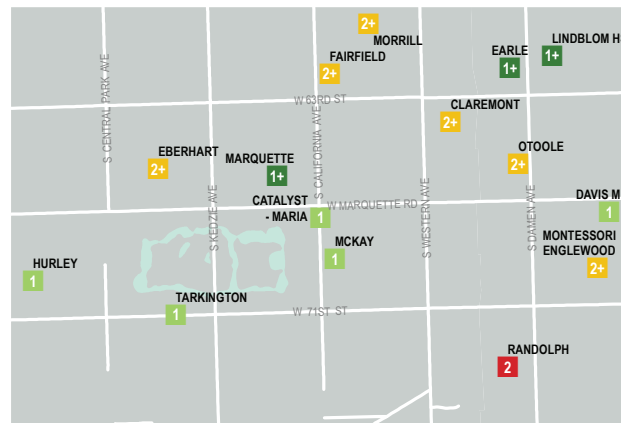 2+
MORRILL
FAIRFIELD
2+
EARLE
1+
LINDBLOM H
1+
S CENTRAL PARK AVE
W 63RD ST
CLAREMONT
2+
S CALIFORNIA AVE
EBERHART
2+
MARQUETTE
1+
OTOOLE
2+
S KEDZIE AVE
CATALYST
- MARIA
1
W MARQUETTE RD
S WESTERN AVE
S DAMEN AVE
DAVIS M
1
MCKAY
1
MONTESSORI
ENGLEWOOD
2+
HURLEY
1
TARKINGTON
1
W 71ST ST
RANDOLPH
2